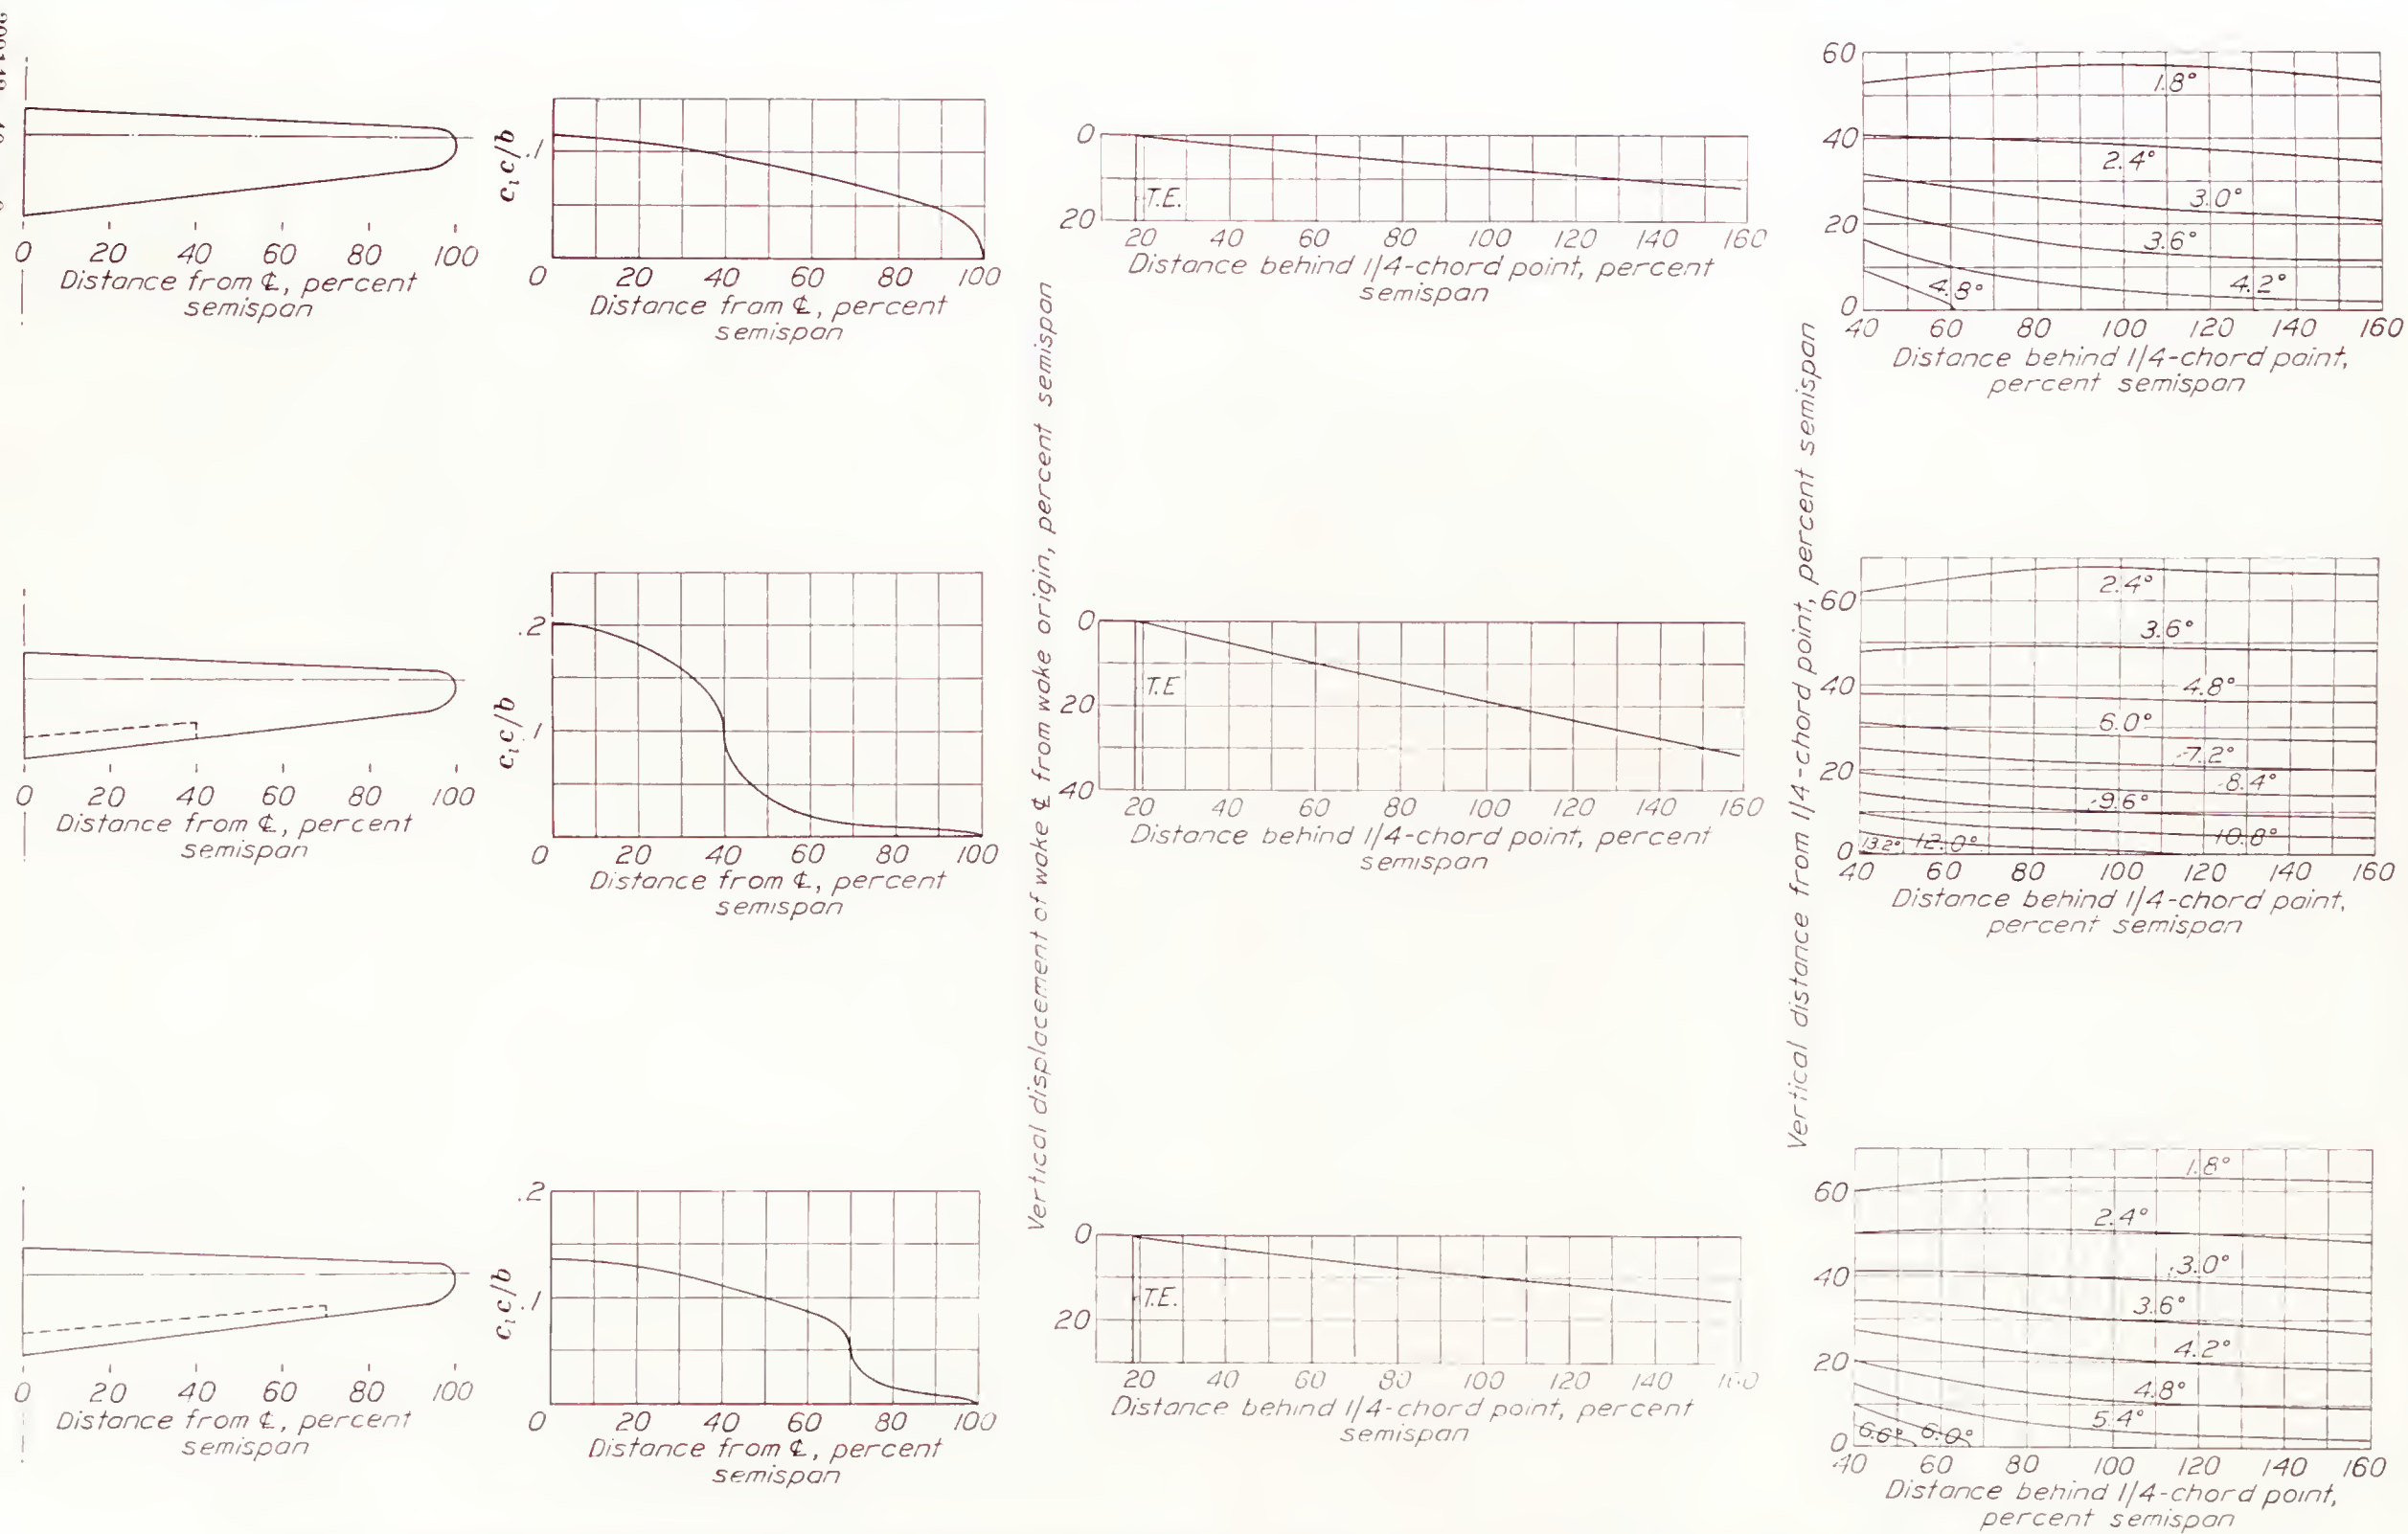 0 20 40 60 80 100
Distance from ℄, percent
semispan
c_l c/b
.1
0 20 40 60 80 100
Distance from ℄, percent
semispan
0
20
T.E.
20 40 60 80 100 120 140 160
Distance behind 1/4-chord point, percent
semispan
60
40
20
0
1.8°
2.4°
3.0°
3.6°
4.2°
4.8°
40 60 80 100 120 140 160
Distance behind 1/4-chord point,
percent semispan
Vertical displacement of wake ℄ from wake origin, percent semispan
Vertical distance from 1/4-chord point, percent semispan
0 20 40 60 80 100
Distance from ℄, percent
semispan
c_l c/b
.2
.1
0 20 40 60 80 100
Distance from ℄, percent
semispan
0
20
40
T.E
20 40 60 80 100 120 140 160
Distance behind 1/4-chord point, percent
semispan
60
40
20
0
2.4°
3.6°
4.8°
6.0°
7.2°
8.4°
9.6°
10.8°
13.2° 12.0°
40 60 80 100 120 140 160
Distance behind 1/4-chord point,
percent semispan
0 20 40 60 80 100
Distance from ℄, percent
semispan
c_l c/b
.2
.1
0 20 40 60 80 100
Distance from ℄, percent
semispan
0
20
T.E.
20 40 60 80 100 120 140 160
Distance behind 1/4-chord point, percent
semispan
60
40
20
0
1.8°
2.4°
3.0°
3.6°
4.2°
4.8°
5.4°
6.6° 6.0°
40 60 80 100 120 140 160
Distance behind 1/4-chord point,
percent semispan